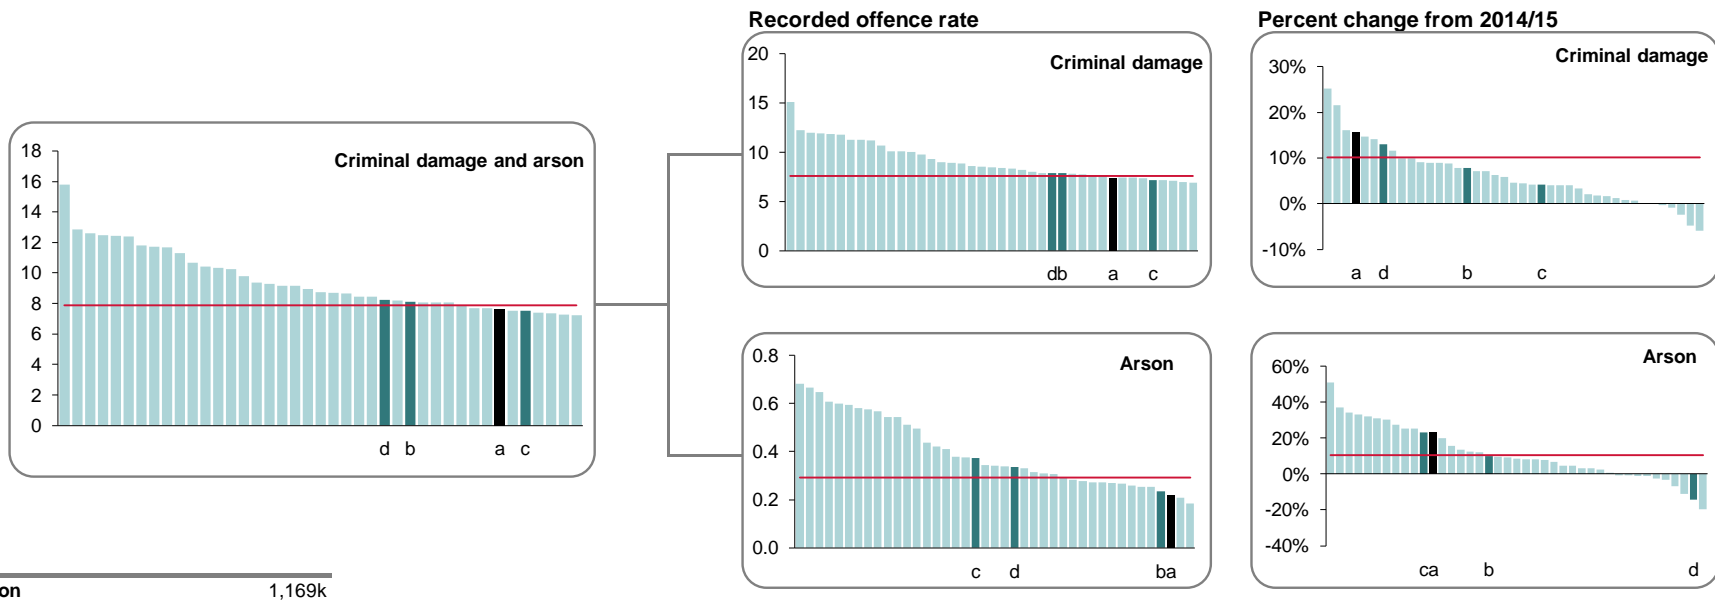 Recorded offence rate
Percent change from 2014/15
Criminal damage and arson
18
16
14
12
10
8
6
4
2
0
d b a c
Criminal damage
20
15
10
5
0
db a c
Criminal damage
30%
20%
10%
0%
-10%
a d b c
Arson
0.8
0.6
0.4
0.2
0.0
c d ba
Arson
60%
40%
20%
0%
-20%
-40%
ca b d
on 1,169k